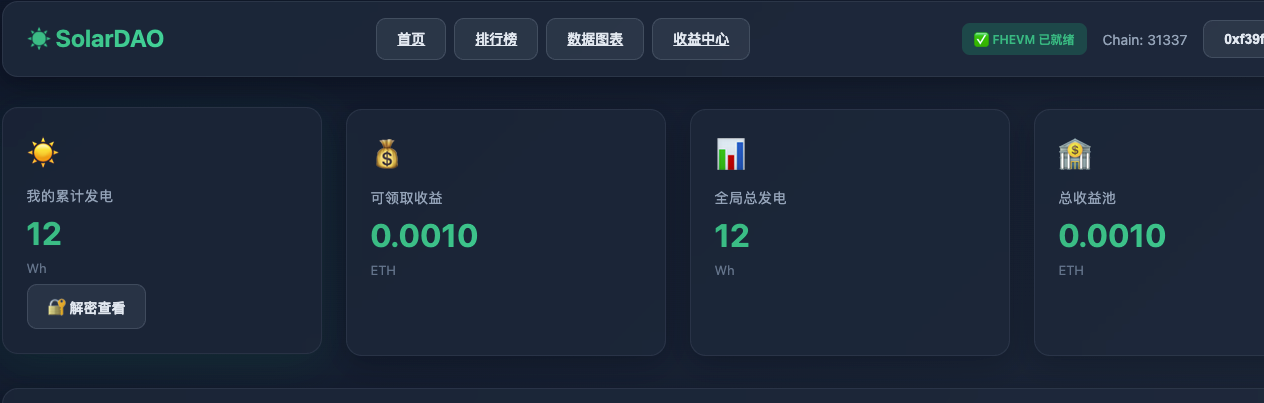 SolarDAO
首页
排行榜
数据图表
收益中心
FHEVM 已就绪
Chain: 31337
0xf39f
我的累计发电
12
Wh
解密查看
可领取收益
0.0010
ETH
全局总发电
12
Wh
总收益池
0.0010
ETH